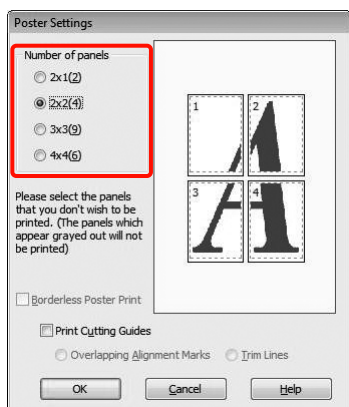 Poster Settings
Number of panels
2x1(2)
2x2(4)
3x3(9)
4x4(6)
1
2
3
4
Please select the panels
that you don't wish to be
printed. (The panels which
appear grayed out will not
be printed)
Borderless Poster Print
Print Cutting Guides
Overlapping Alignment Marks
Trim Lines
OK
Cancel
Help